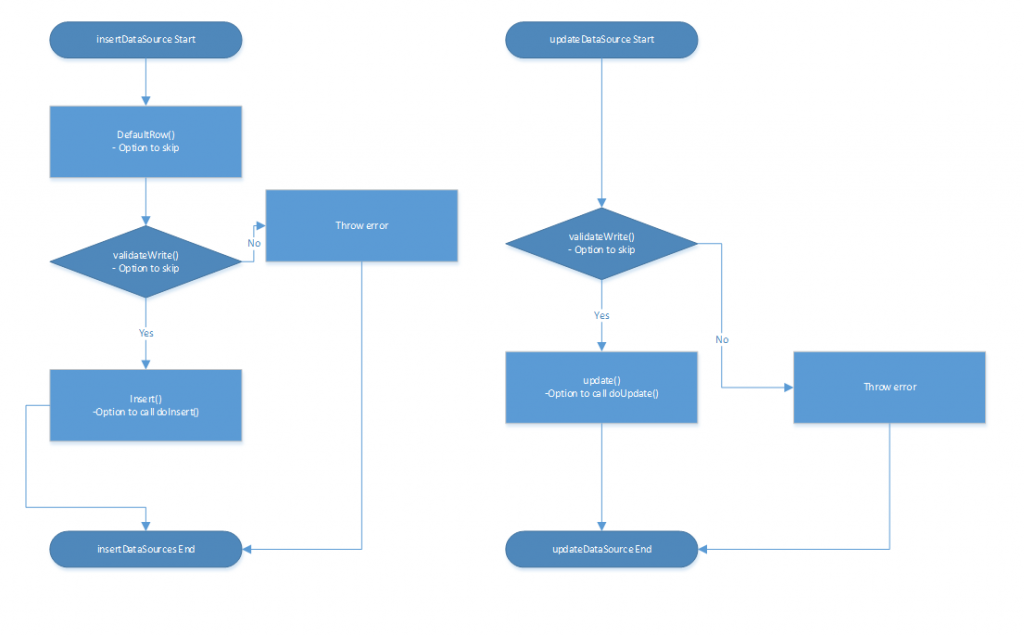 insertDataSource Start
DefaultRow()
- Option to skip
Throw error
No
validateWrite()
- Option to skip
Yes
Insert()
-Option to call doInsert()
insertDataSources End
updateDataSource Start
validateWrite()
- Option to skip
Yes
No
update()
-Option to call doUpdate()
Throw error
updateDataSource End